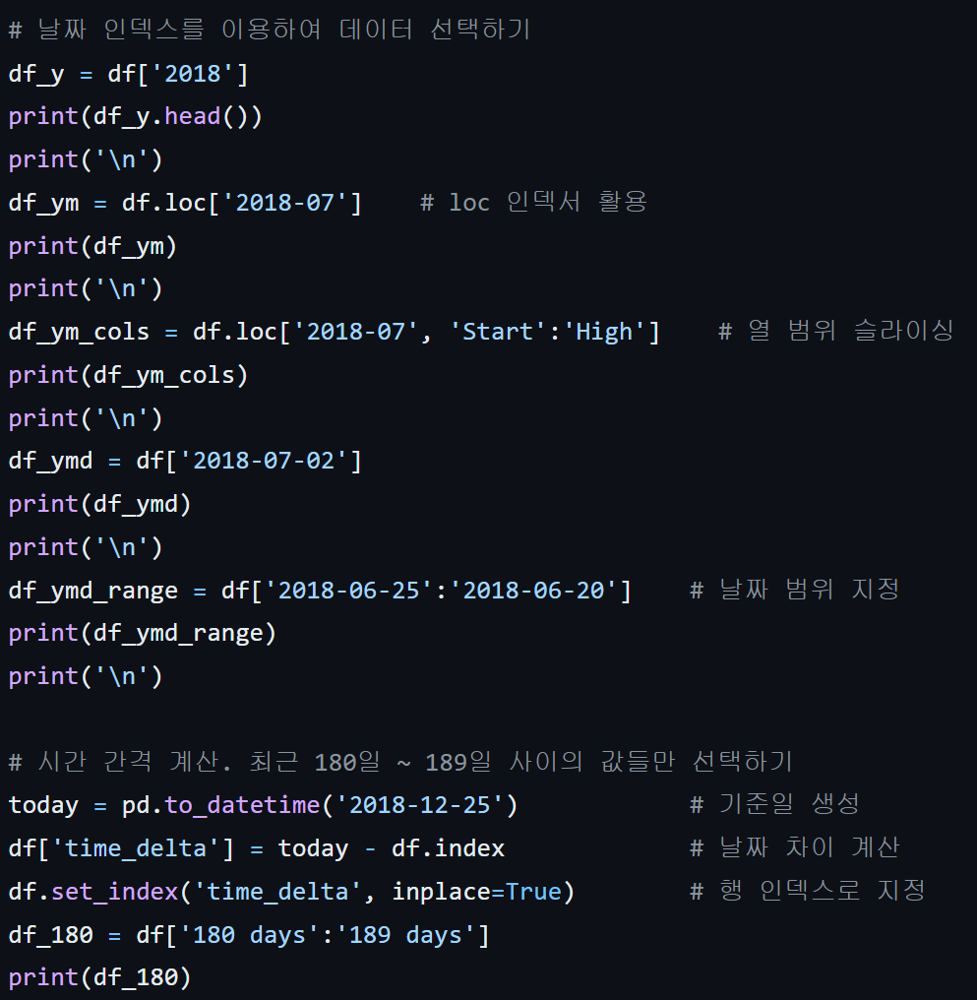 # 날짜 인덱스를 이용하여 데이터 선택하기
df_y = df['2018']
print(df_y.head())
print('\n')
df_ym = df.loc['2018-07']    # loc 인덱서 활용
print(df_ym)
print('\n')
df_ym_cols = df.loc['2018-07', 'Start':'High']    # 열 범위 슬라이싱
print(df_ym_cols)
print('\n')
df_ymd = df['2018-07-02']
print(df_ymd)
print('\n')
df_ymd_range = df['2018-06-25':'2018-06-20']    # 날짜 범위 지정
print(df_ymd_range)
print('\n')

# 시간 간격 계산. 최근 180일 ~ 189일 사이의 값들만 선택하기
today = pd.to_datetime('2018-12-25')            # 기준일 생성
df['time_delta'] = today - df.index             # 날짜 차이 계산
df.set_index('time_delta', inplace=True)        # 행 인덱스로 지정
df_180 = df['180 days':'189 days']
print(df_180)